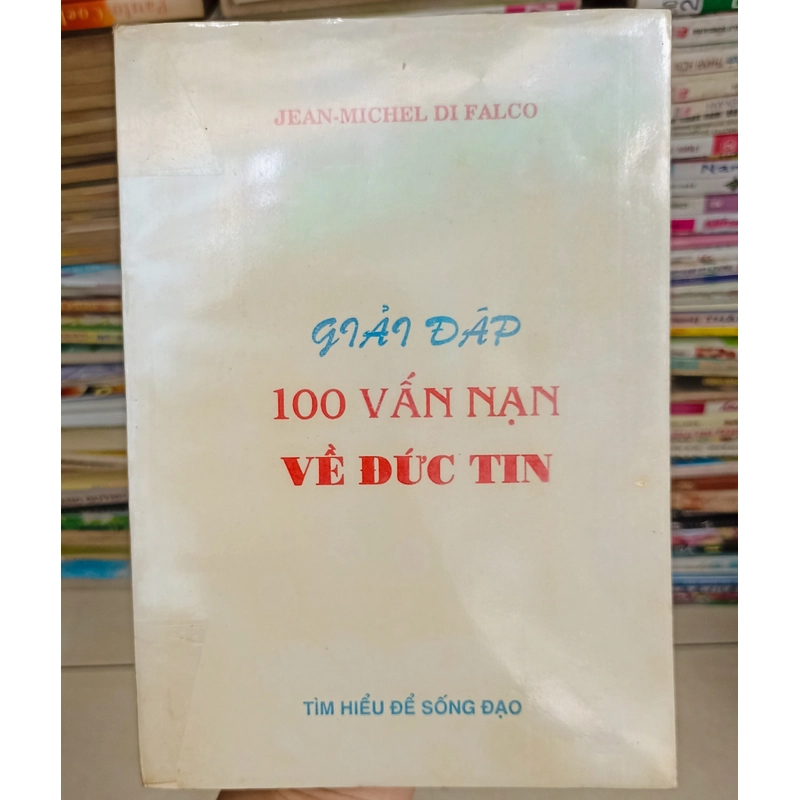 JEAN-MICHEL DI FALCO
GIẢI ĐÁP
100 VẤN NẠN
VỀ ĐỨC TIN
TÌM HIỂU ĐỂ SỐNG ĐẠO